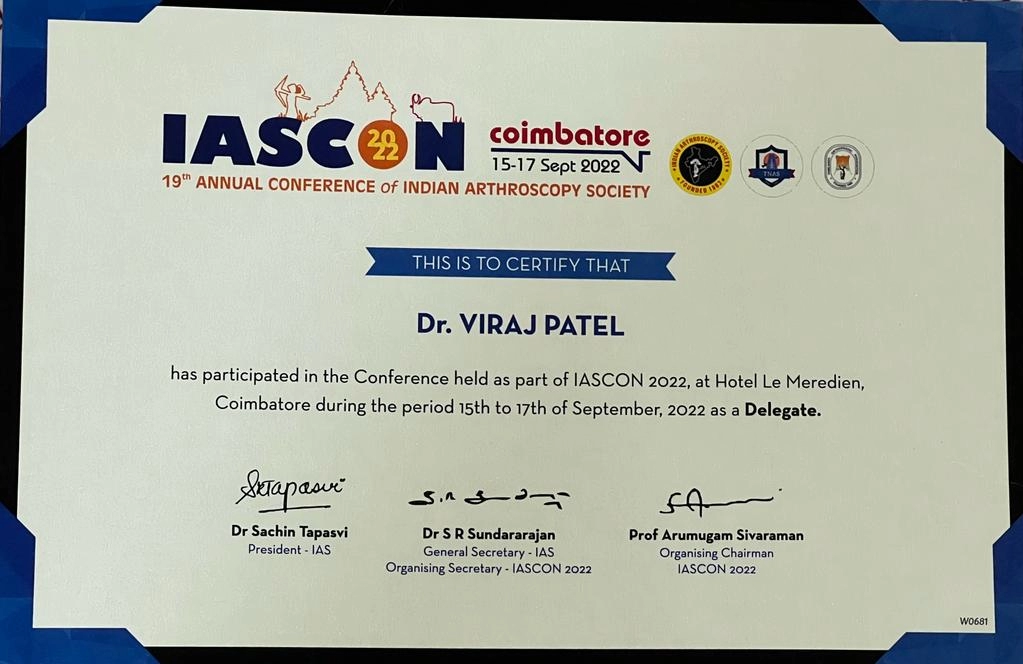 IASCON
2022
coimbatore
15-17 Sept 2022
19th ANNUAL CONFERENCE of INDIAN ARTHROSCOPY SOCIETY
INDIAN ARTHROSCOPY SOCIETY
TNAS
THIS IS TO CERTIFY THAT
Dr. VIRAJ PATEL
has participated in the Conference held as part of IASCON 2022, at Hotel Le Meredien,
Coimbatore during the period 15th to 17th of September, 2022 as a Delegate.
Dr Sachin Tapasvi
President - IAS
Dr S R Sundararajan
General Secretary - IAS
Organising Secretary - IASCON 2022
Prof Arumugam Sivaraman
Organising Chairman
IASCON 2022
W0681